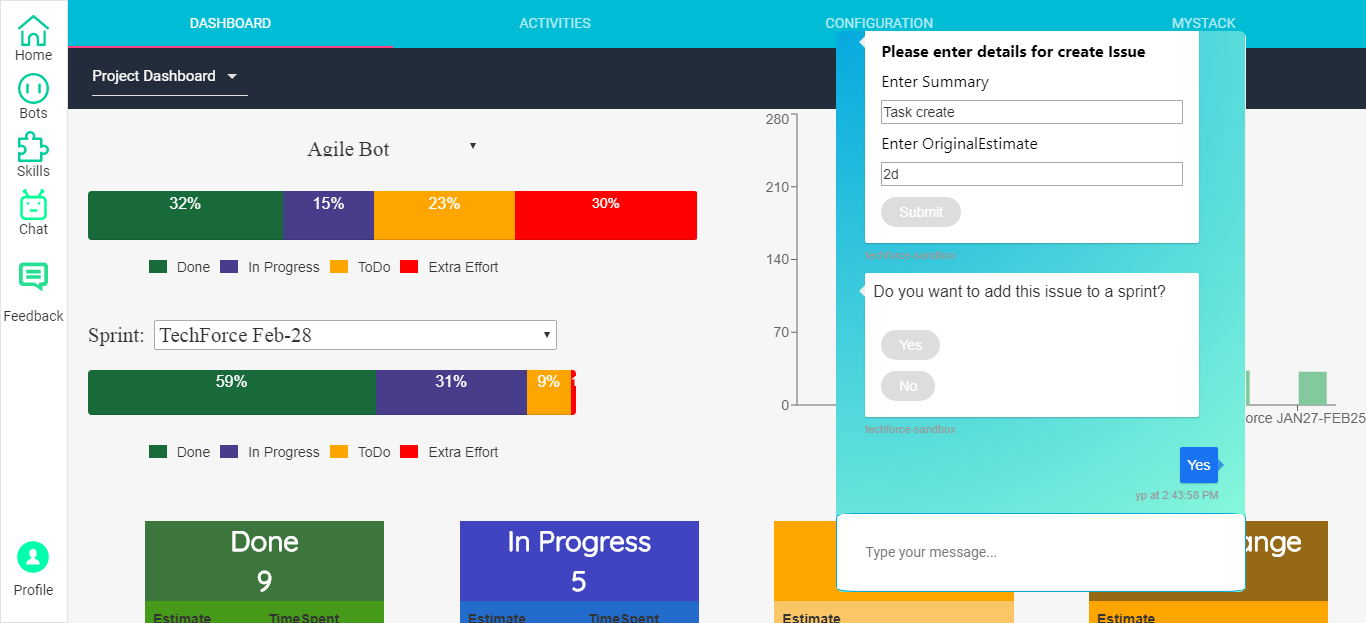 DASHBOARD
ACTIVITIES
CONFIGURATION
MYSTACK
Home
Bots
Skills
Chat
Feedback
Profile
Project Dashboard
Agile Bot
32%
15%
23%
30%
Done
In Progress
ToDo
Extra Effort
Sprint:
TechForce Feb-28
59%
31%
9%
Done
In Progress
ToDo
Extra Effort
280
210
140
70
0
orce JAN27-FEB25
Done
9
Estimate TimeSpent
In Progress
5
Estimate TimeSpent
Estimate
ange
Estimate
Please enter details for create Issue
Enter Summary
Task create
Enter OriginalEstimate
2d
Submit
techforce-sandbox
Do you want to add this issue to a sprint?
Yes
No
techforce-sandbox
Yes
yp at 2:43:58 PM
Type your message...